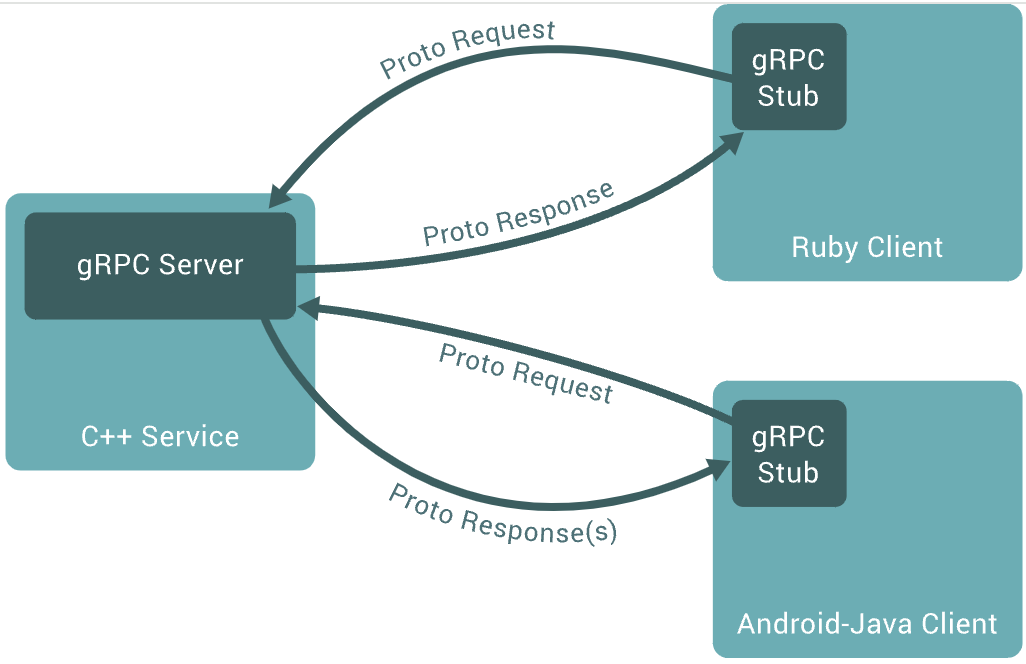 Proto Request
gRPC
Stub
Proto Response
Ruby Client
gRPC Server
C++ Service
Proto Request
gRPC
Stub
Proto Response(s)
Android-Java Client